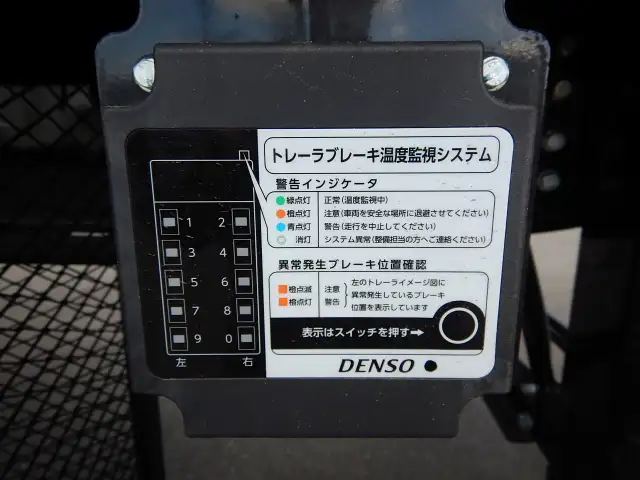 トレーラブレーキ温度監視システム
警告インジケータ
緑点灯 正常(温度監視中)
橙点灯 注意(車両を安全な場所に退避させてください)
青点灯 警告(走行を中止してください)
消灯 システム異常(整備担当の方へご連絡ください)
異常発生ブレーキ位置確認
橙点滅 注意
橙点灯 警告
左のトレーライメージ図に
異常発生しているブレーキ
位置を表示しています
表示はスイッチを押す→
DENSO
1 2
3 4
5 6
7 8
9 0
左 右